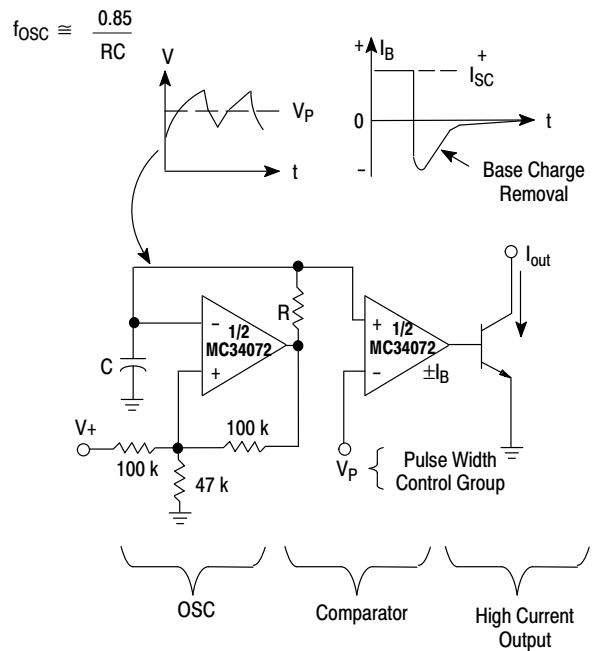 fOSC ≅ 0.85
RC
V
VP
t
+ IB
+
ISC
0
t
–
Base Charge
Removal
Iout
R
–
1/2
MC34072
+
C
+
1/2
MC34072
–
±IB
V+
100 k
100 k
47 k
VP
Pulse Width
Control Group
OSC
Comparator
High Current
Output